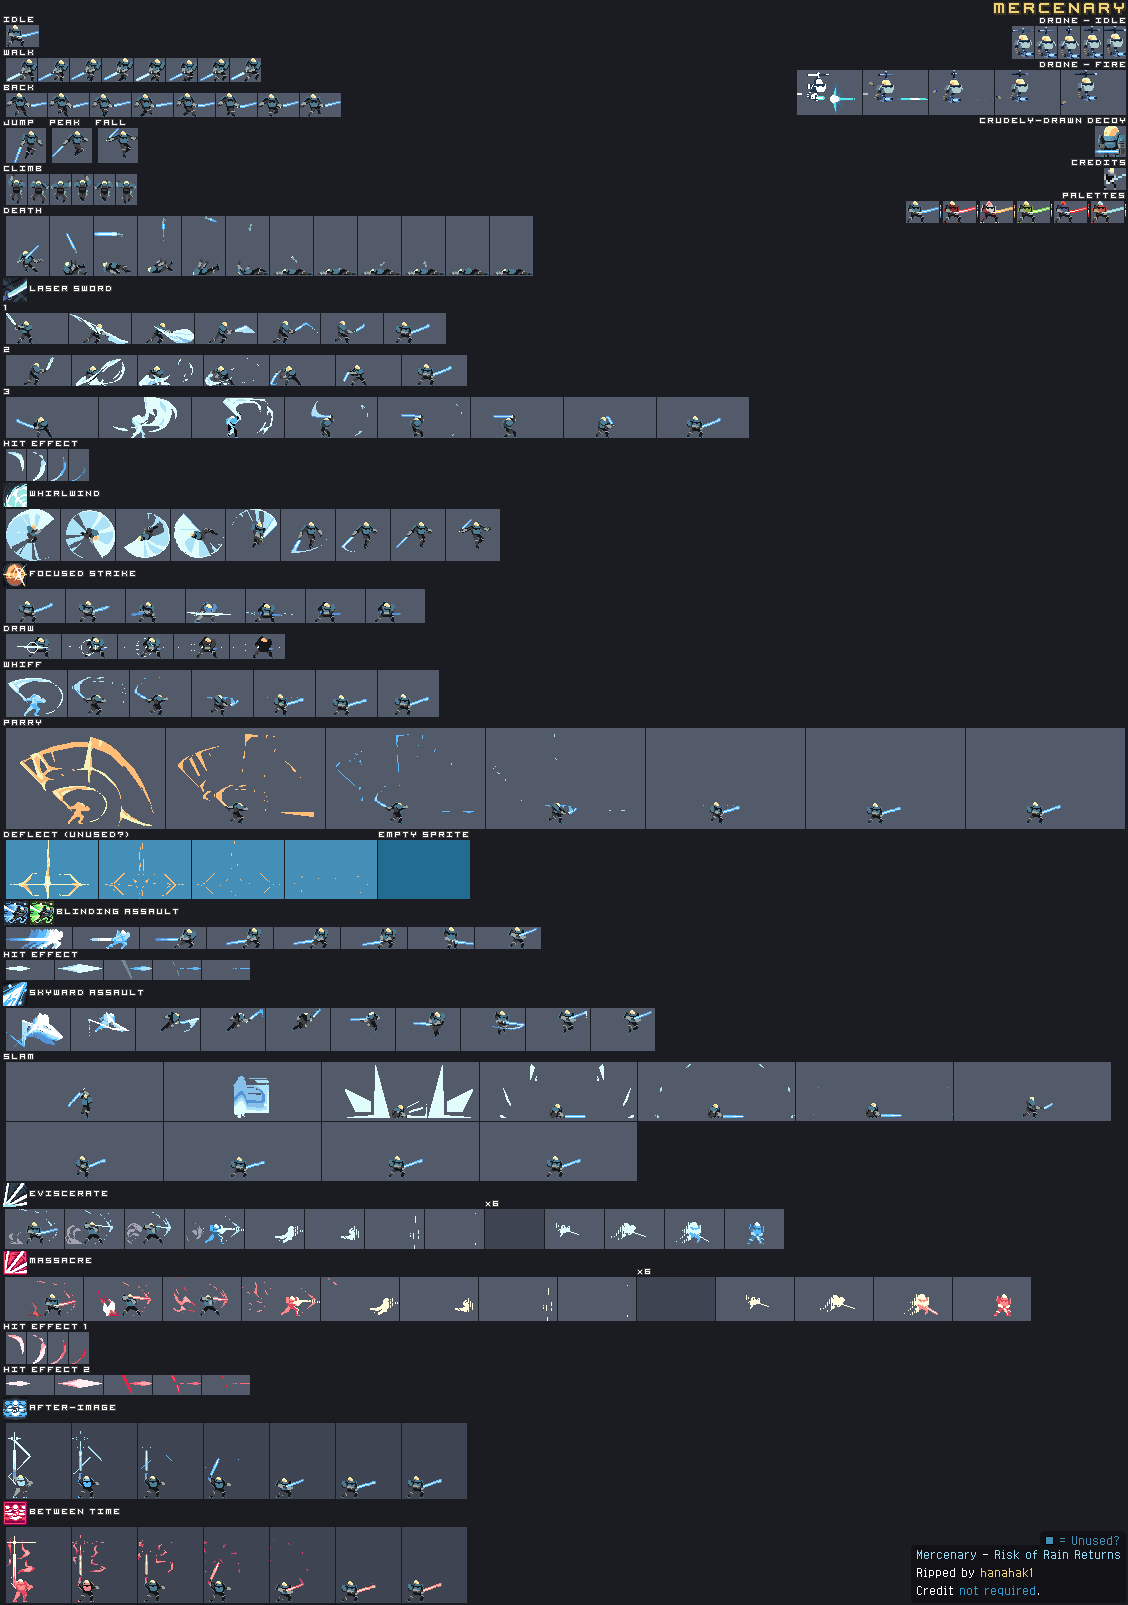 MERCENARY
IDLE
DRONE - IDLE
WALK
DRONE - FIRE
BACK
JUMP PEAK FALL
CRUDELY-DRAWN DECOY
CLIMB
CREDITS
PALETTES
DEATH
LASER SWORD
1
2
3
HIT EFFECT
WHIRLWIND
FOCUSED STRIKE
DRAW
WHIFF
PARRY
DEFLECT (UNUSED?)
EMPTY SPRITE
BLINDING ASSAULT
HIT EFFECT
SKYWARD ASSAULT
SLAM
EVISCERATE
x6
MASSACRE
x6
HIT EFFECT 1
HIT EFFECT 2
AFTER-IMAGE
BETWEEN TIME
= Unused?
Mercenary - Risk of Rain Returns
Ripped by hanahak1
Credit not required.